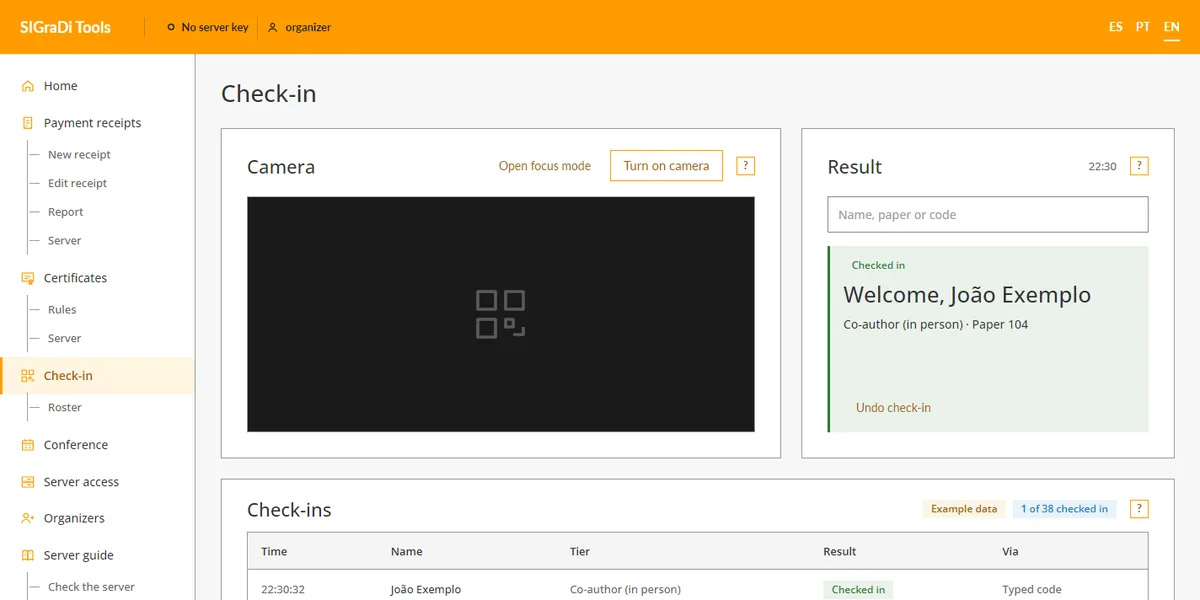 SIGraDi Tools
No server key
organizer
ES PT EN
Home
Payment receipts
New receipt
Edit receipt
Report
Server
Certificates
Rules
Server
Check-in
Roster
Conference
Server access
Organizers
Server guide
Check the server
Check-in
Camera
Open focus mode
Turn on camera
?
Result
22:30
?
Name, paper or code
Checked in
Welcome, João Exemplo
Co-author (in person) · Paper 104
Undo check-in
Check-ins
Example data
1 of 38 checked in
?
Time Name Tier Result Via
22:30:32 João Exemplo Co-author (in person) Checked in Typed code